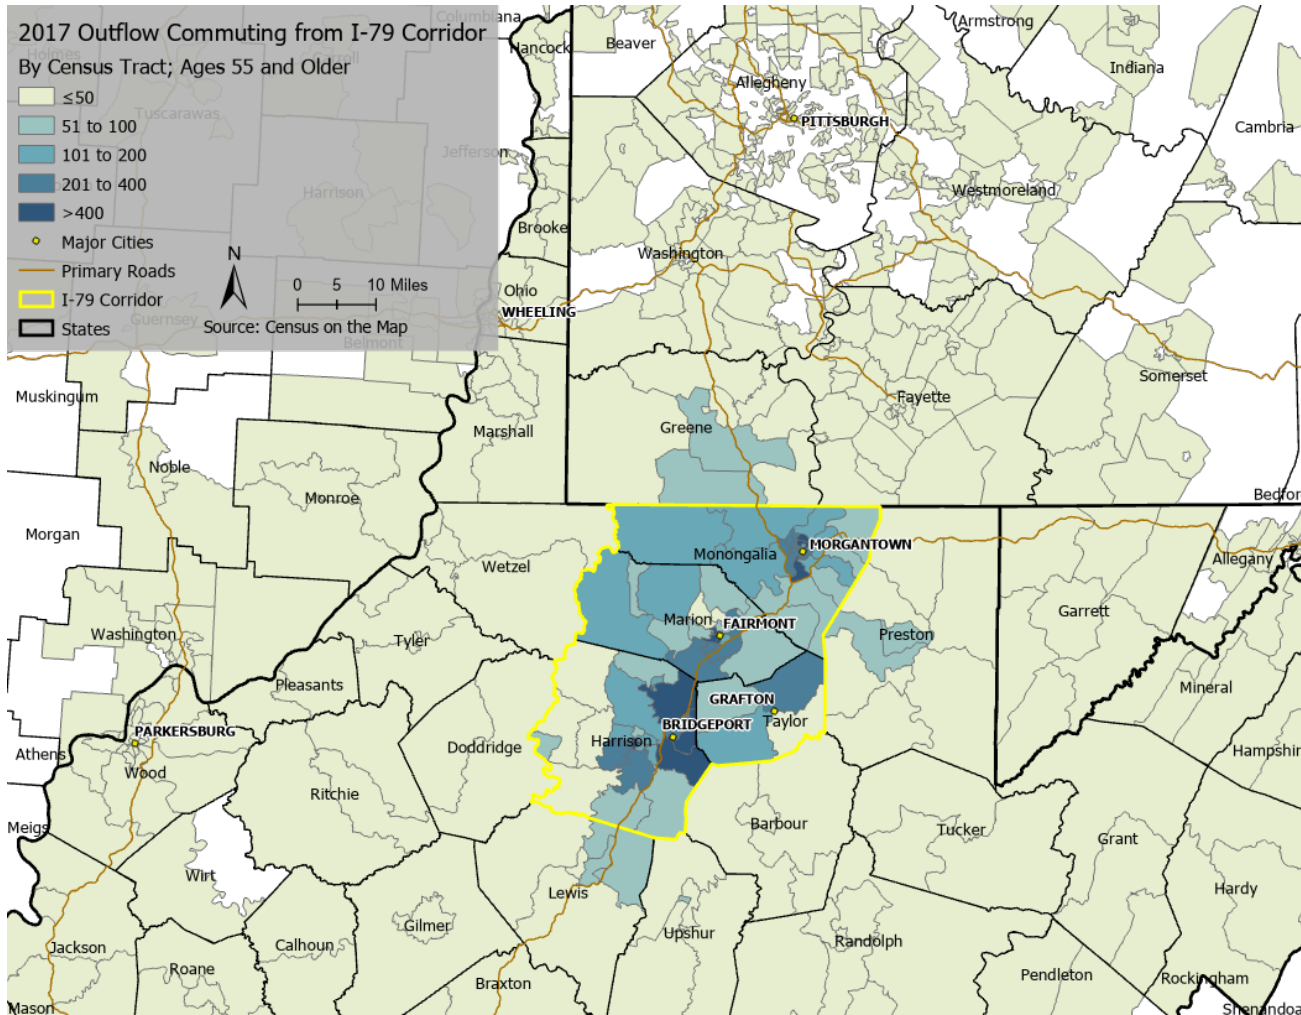 2017 Outflow Commuting from I-79 Corridor
By Census Tract; Ages 55 and Older
≤50
51 to 100
101 to 200
201 to 400
>400
Major Cities
Primary Roads
I-79 Corridor
States
N
0 5 10 Miles
Source: Census on the Map
Columbiana
Holmes
Carroll
Tuscarawas
Jefferson
Harrison
Guernsey
Belmont
Hancock
Beaver
Armstrong
Indiana
Allegheny
PITTSBURGH
Cambria
Westmoreland
Brooke
Washington
Ohio
WHEELING
Somerset
Muskingum
Fayette
Greene
Marshall
Noble
Monroe
Bedfor
Morgan
MORGANTOWN
Monongalia
Allegany
Wetzel
Garrett
Marion
FAIRMONT
Washington
Tyler
Preston
Pleasants
Mineral
GRAFTON
Taylor
BRIDGEPORT
PARKERSBURG
Harrison
Doddridge
Athens
Wood
Hampshir
Ritchie
Meigs
Barbour
Tucker
Grant
Wirt
Lewis
Hardy
Gilmer
Upshur
Jackson
Calhoun
Randolph
Roane
Braxton
Pendleton
Rockingham
Mason
Shenandoa